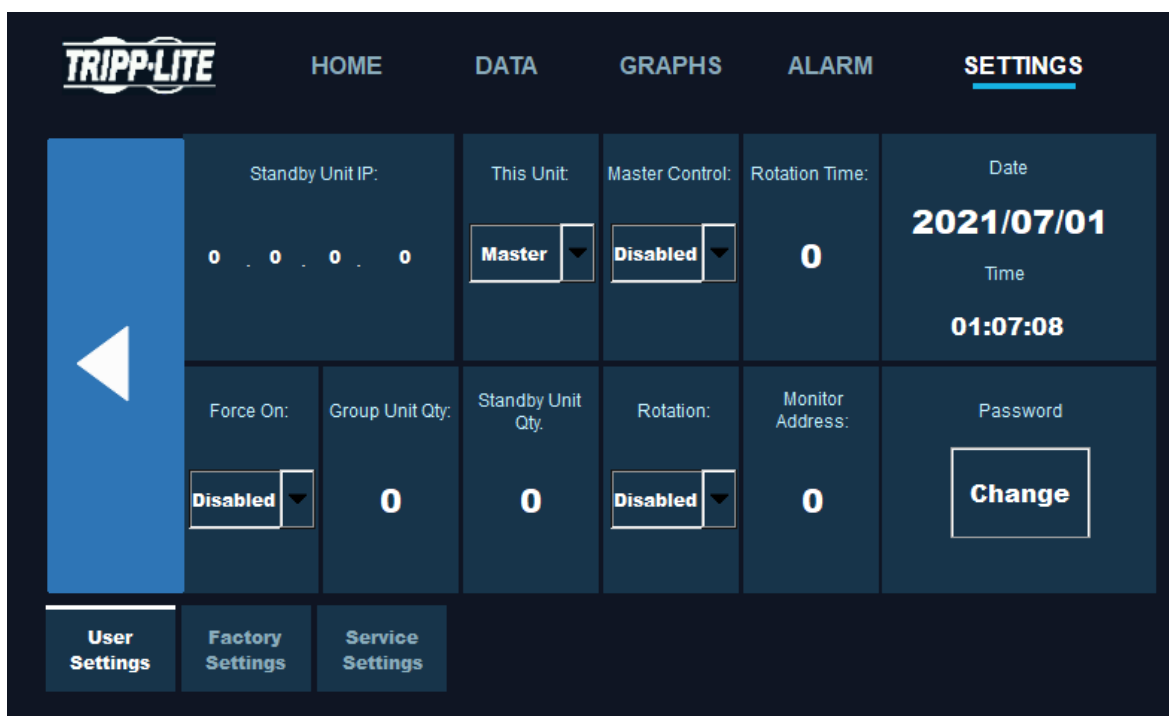 TRIPP·LITE HOME DATA GRAPHS ALARM SETTINGS
Standby Unit IP: This Unit: Master Control: Rotation Time: Date
0 . 0 . 0 . 0 Master Disabled 0 2021/07/01
Time
01:07:08
Force On: Group Unit Qty: Standby Unit Qty. Rotation: Monitor Address: Password
Disabled 0 0 Disabled 0 Change
User Settings Factory Settings Service Settings